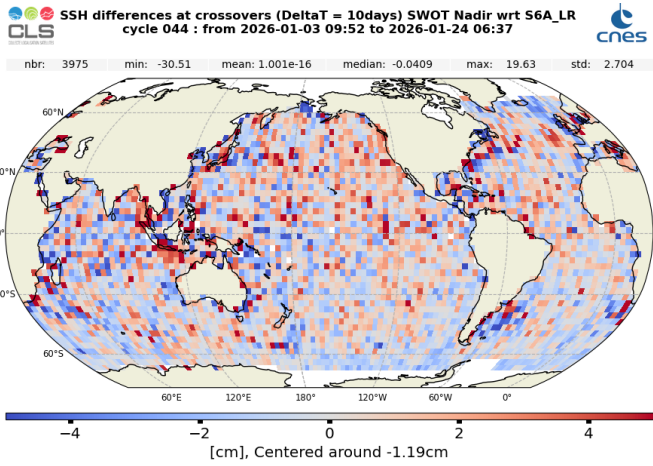 SSH differences at crossovers (DeltaT = 10days) SWOT Nadir wrt S6A_LR
cycle 044 : from 2026-01-03 09:52 to 2026-01-24 06:37
CLS
cnes
nbr: 3975 min: -30.51 mean: 1.001e-16 median: -0.0409 max: 19.63 std: 2.704
60°N
0°N
0°
0°S
60°S
60°E 120°E 180° 120°W 60°W 0°
−4 −2 0 2 4
[cm], Centered around -1.19cm